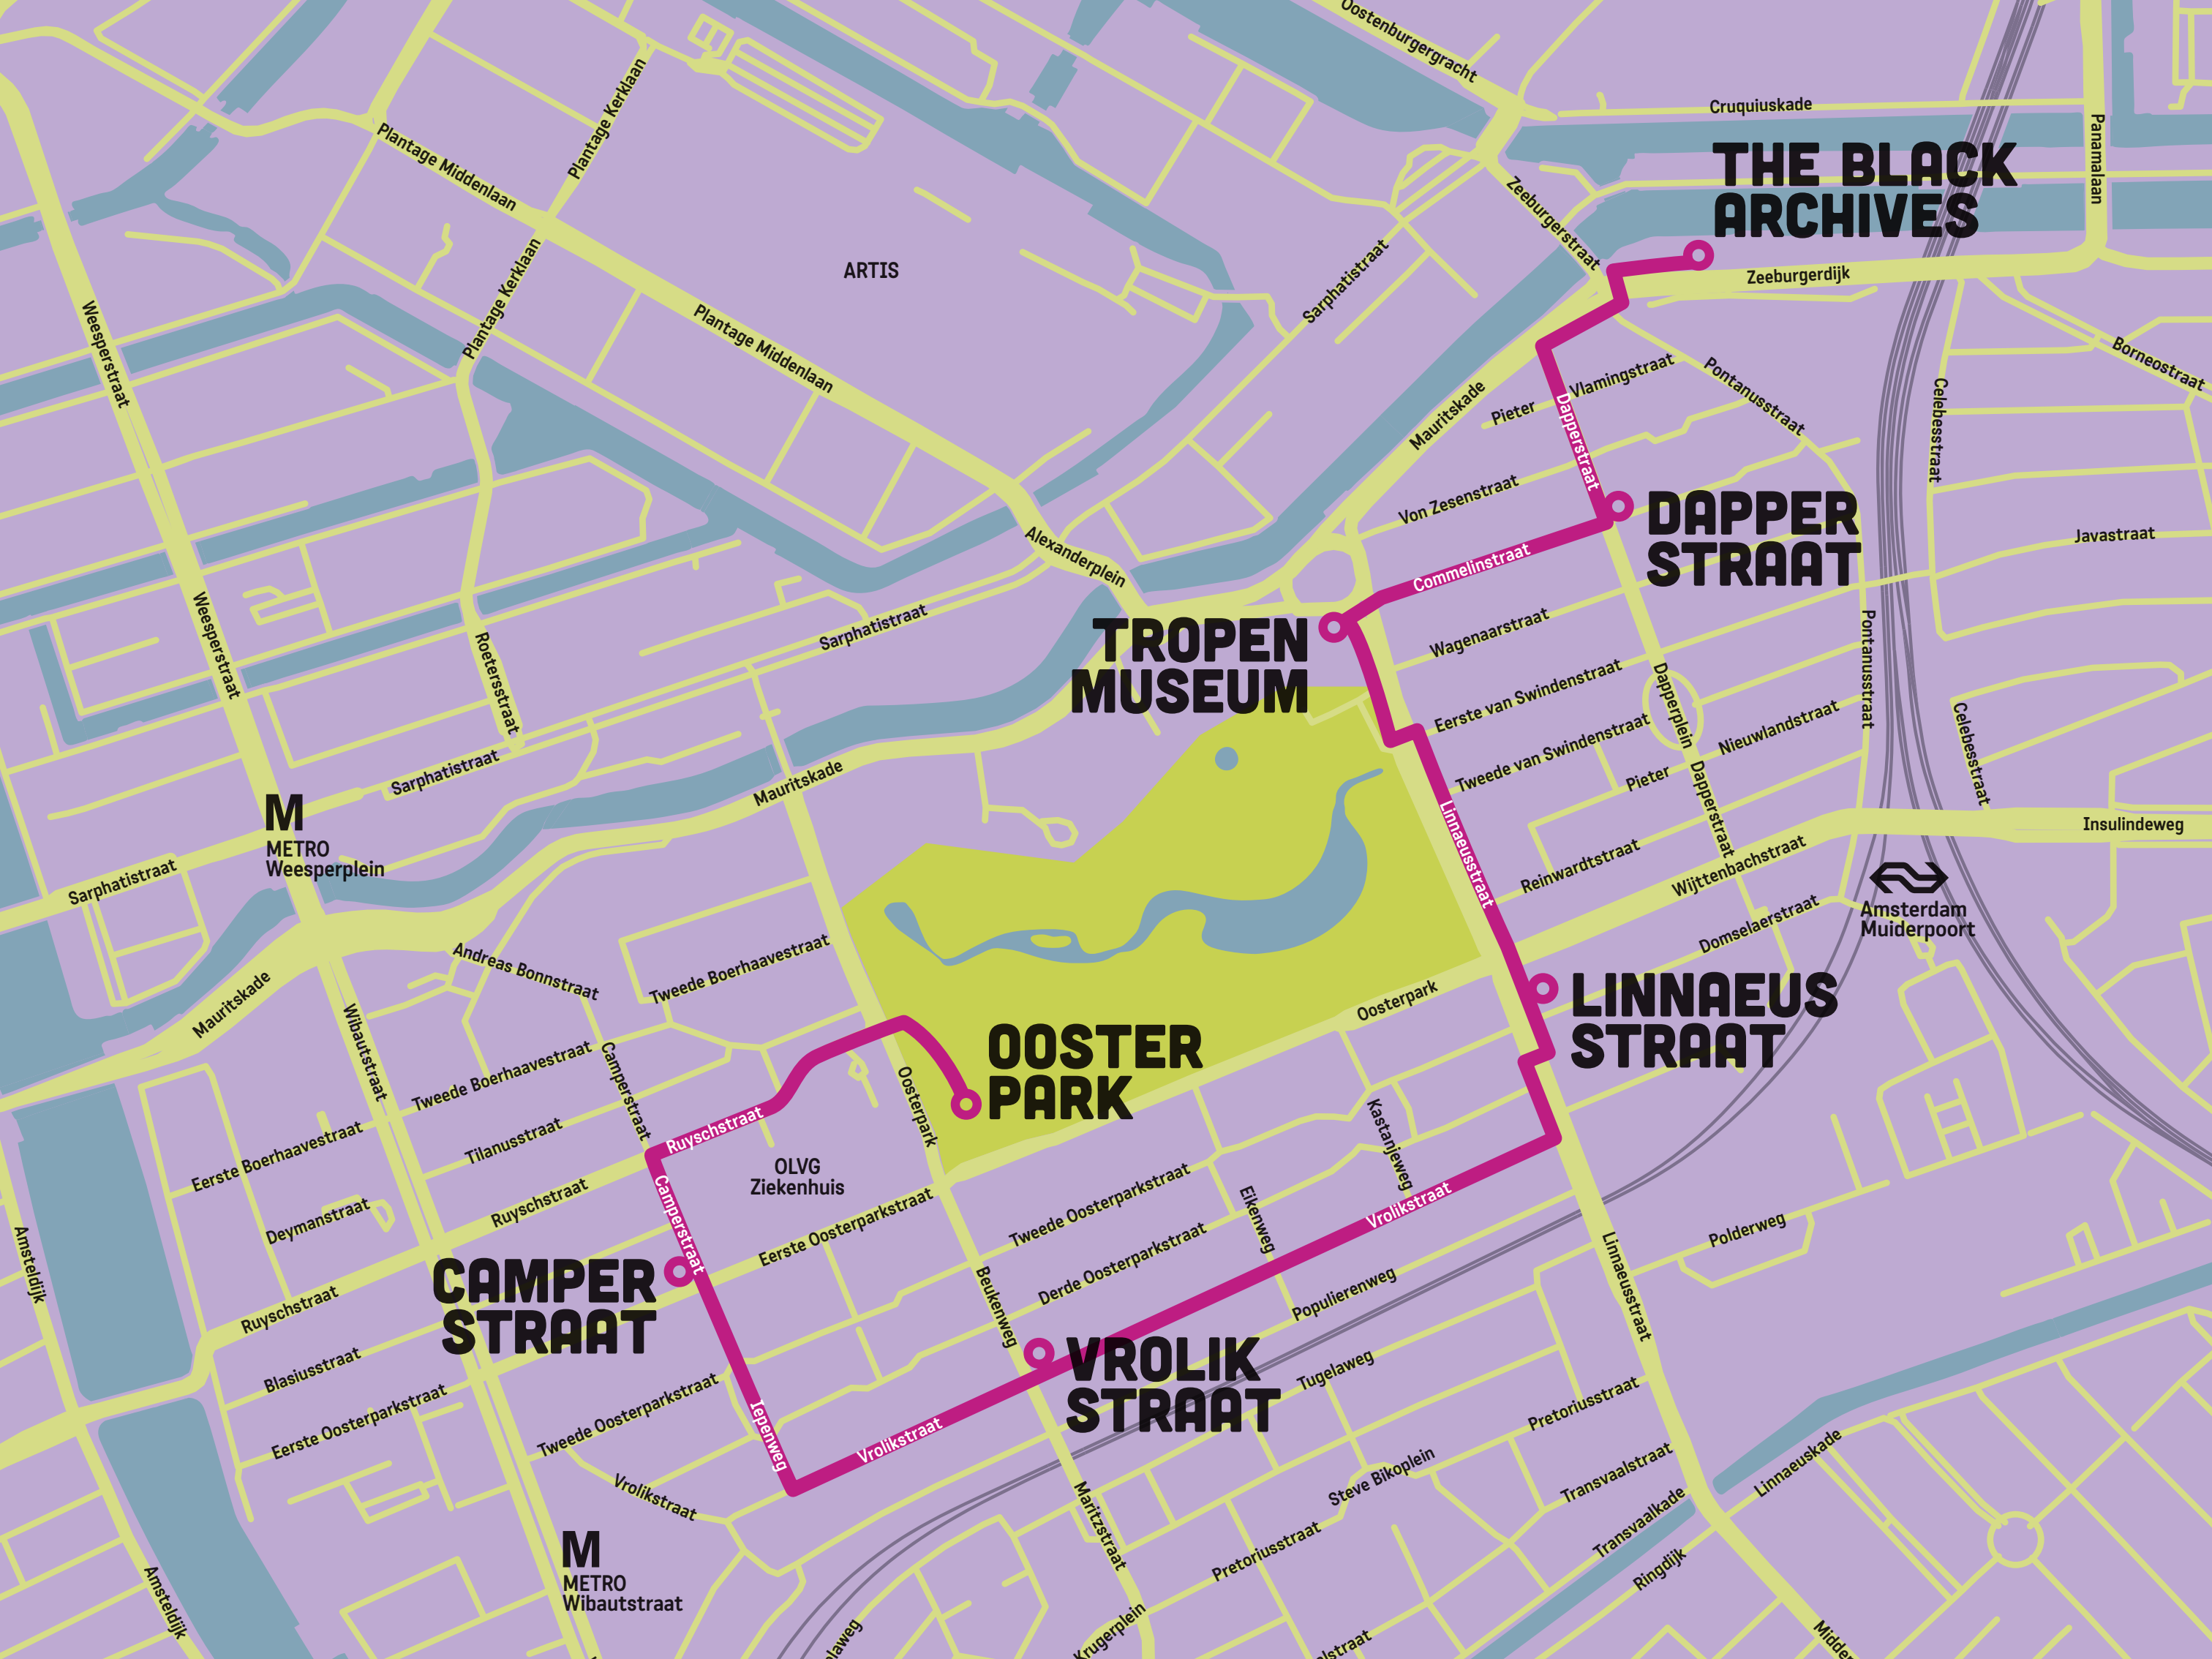 Oostenburgergracht
Cruquiuskade
Panamalaan
Plantage Kerklaan
Plantage Middenlaan
THE BLACK
ARCHIVES
Zeeburgerstraat
Zeeburgerdijk
ARTIS
Sarphatistraat
Plantage Kerklaan
Plantage Middenlaan
Weesperstraat
Borneostraat
Pieter
Vlamingstraat
Pontanusstraat
Mauritskade
Dapperstraat
Celebesstraat
Von Zesenstraat
DAPPER
STRAAT
Javastraat
Alexanderplein
Commelinstraat
Weesperstraat
Roetersstraat
Sarphatistraat
TROPEN
MUSEUM
Wagenaarstraat
Pontanusstraat
Eerste van Swindenstraat
Dapperplein
Tweede van Swindenstraat
Pieter
Nieuwlandstraat
Celebesstraat
Sarphatistraat
Mauritskade
Dapperstraat
Linnaeusstraat
Insulindeweg
M
METRO
Weesperplein
Sarphatistraat
Reinwardtstraat
Wijttenbachstraat
Amsterdam
Muiderpoort
Domselaerstraat
Andreas Bonnstraat
Tweede Boerhaavestraat
Mauritskade
Wibautstraat
Oosterpark
LINNAEUS
STRAAT
OOSTER
PARK
Camperstraat
Tweede Boerhaavestraat
Oosterpark
Ruyschstraat
Tilanusstraat
Eerste Boerhaavestraat
Kastanjeweg
OLVG
Ziekenhuis
Deymanstraat
Ruyschstraat
Camperstraat
Eerste Oosterparkstraat
Tweede Oosterparkstraat
Eikenweg
Vrolikstraat
Derde Oosterparkstraat
Polderweg
Linnaeusstraat
Amsteldijk
CAMPER
STRAAT
Ruyschstraat
Beukenweg
Populierenweg
Blasiusstraat
VROLIK
STRAAT
Tugelaweg
Eerste Oosterparkstraat
Tweede Oosterparkstraat
Iepenweg
Vrolikstraat
Pretoriusstraat
Vrolikstraat
Steve Bikoplein
Transvaalstraat
Linnaeuskade
Maritzstraat
Transvaalkade
Pretoriusstraat
Ringdijk
M
METRO
Wibautstraat
Amsteldijk
laweg
Krugerplein
alstraat
Midden